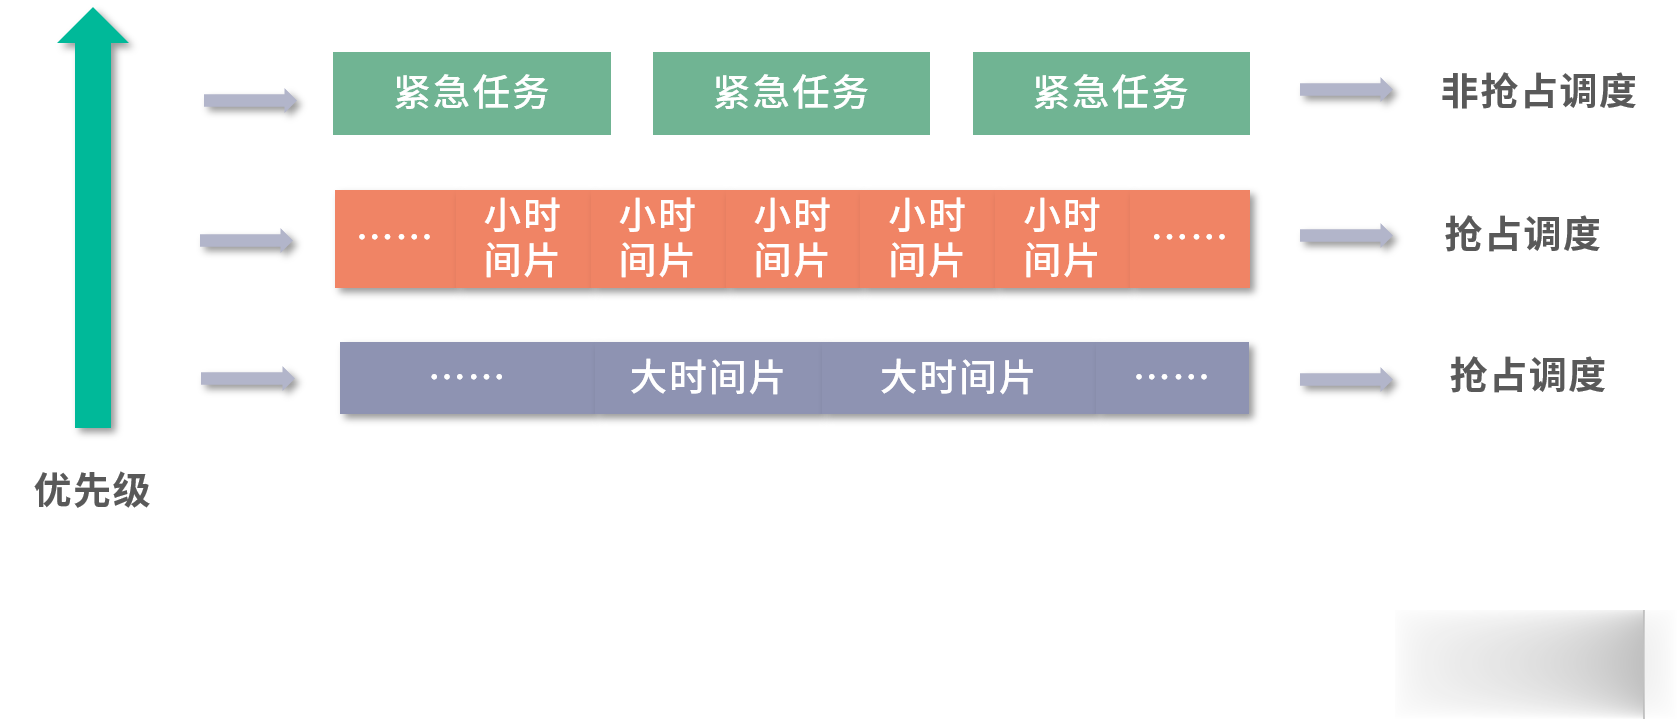 紧急任务 紧急任务 紧急任务 非抢占调度
…… 小时间片 小时间片 小时间片 小时间片 小时间片 …… 抢占调度
…… 大时间片 大时间片 …… 抢占调度
优先级